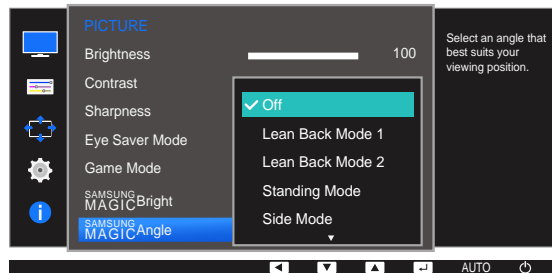 PICTURE
Brightness 100
Contrast
Sharpness
Eye Saver Mode
Game Mode
SAMSUNG MAGIC Bright
SAMSUNG MAGIC Angle
Off
Lean Back Mode 1
Lean Back Mode 2
Standing Mode
Side Mode
Select an angle that
best suits your
viewing position.
AUTO